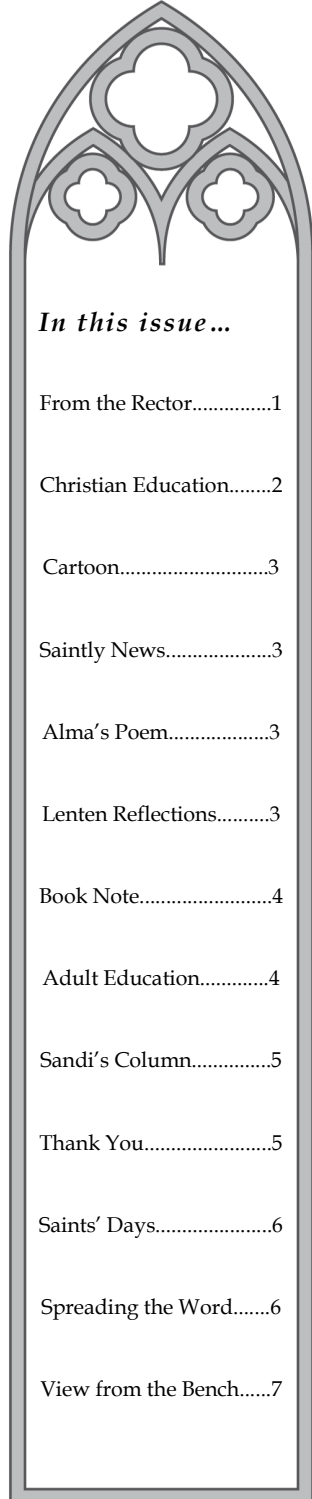 In this issue…
From the Rector...............1
Christian Education........2
Cartoon............................3
Saintly News....................3
Alma’s Poem...................3
Lenten Reflections..........3
Book Note.........................4
Adult Education.............4
Sandi’s Column...............5
Thank You........................5
Saints’ Days......................6
Spreading the Word.......6
View from the Bench......7